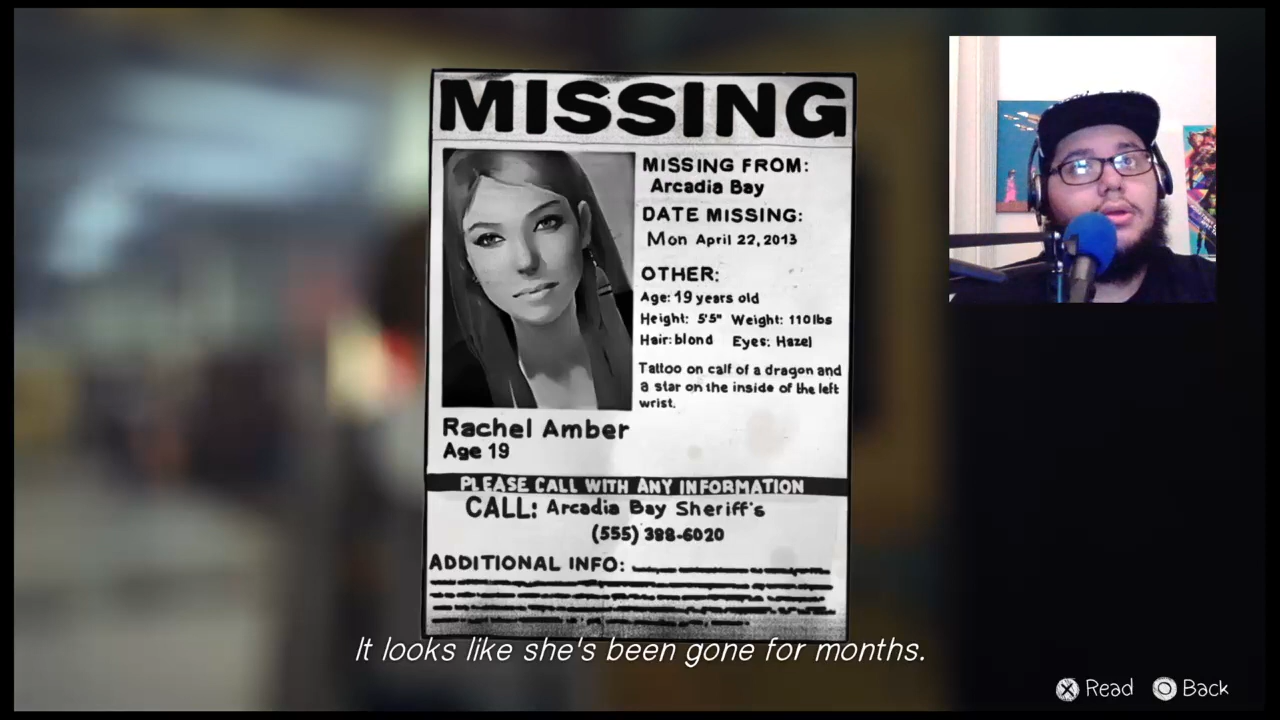 MISSING
MISSING FROM:
Arcadia Bay
DATE MISSING:
Mon April 22, 2013
OTHER:
Age: 19 years old
Height: 5'5" Weight: 110lbs
Hair: blond Eyes: Hazel
Tattoo on calf of a dragon and
a star on the inside of the left
wrist.
Rachel Amber
Age 19
PLEASE CALL WITH ANY INFORMATION
CALL: Arcadia Bay Sheriff's
(555) 388-6020
ADDITIONAL INFO:
It looks like she's been gone for months.
Read Back